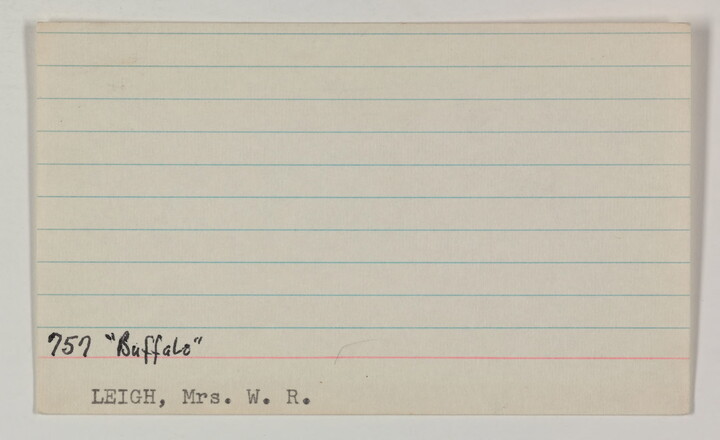 757 "Buffalo"
LEIGH, Mrs. W. R.